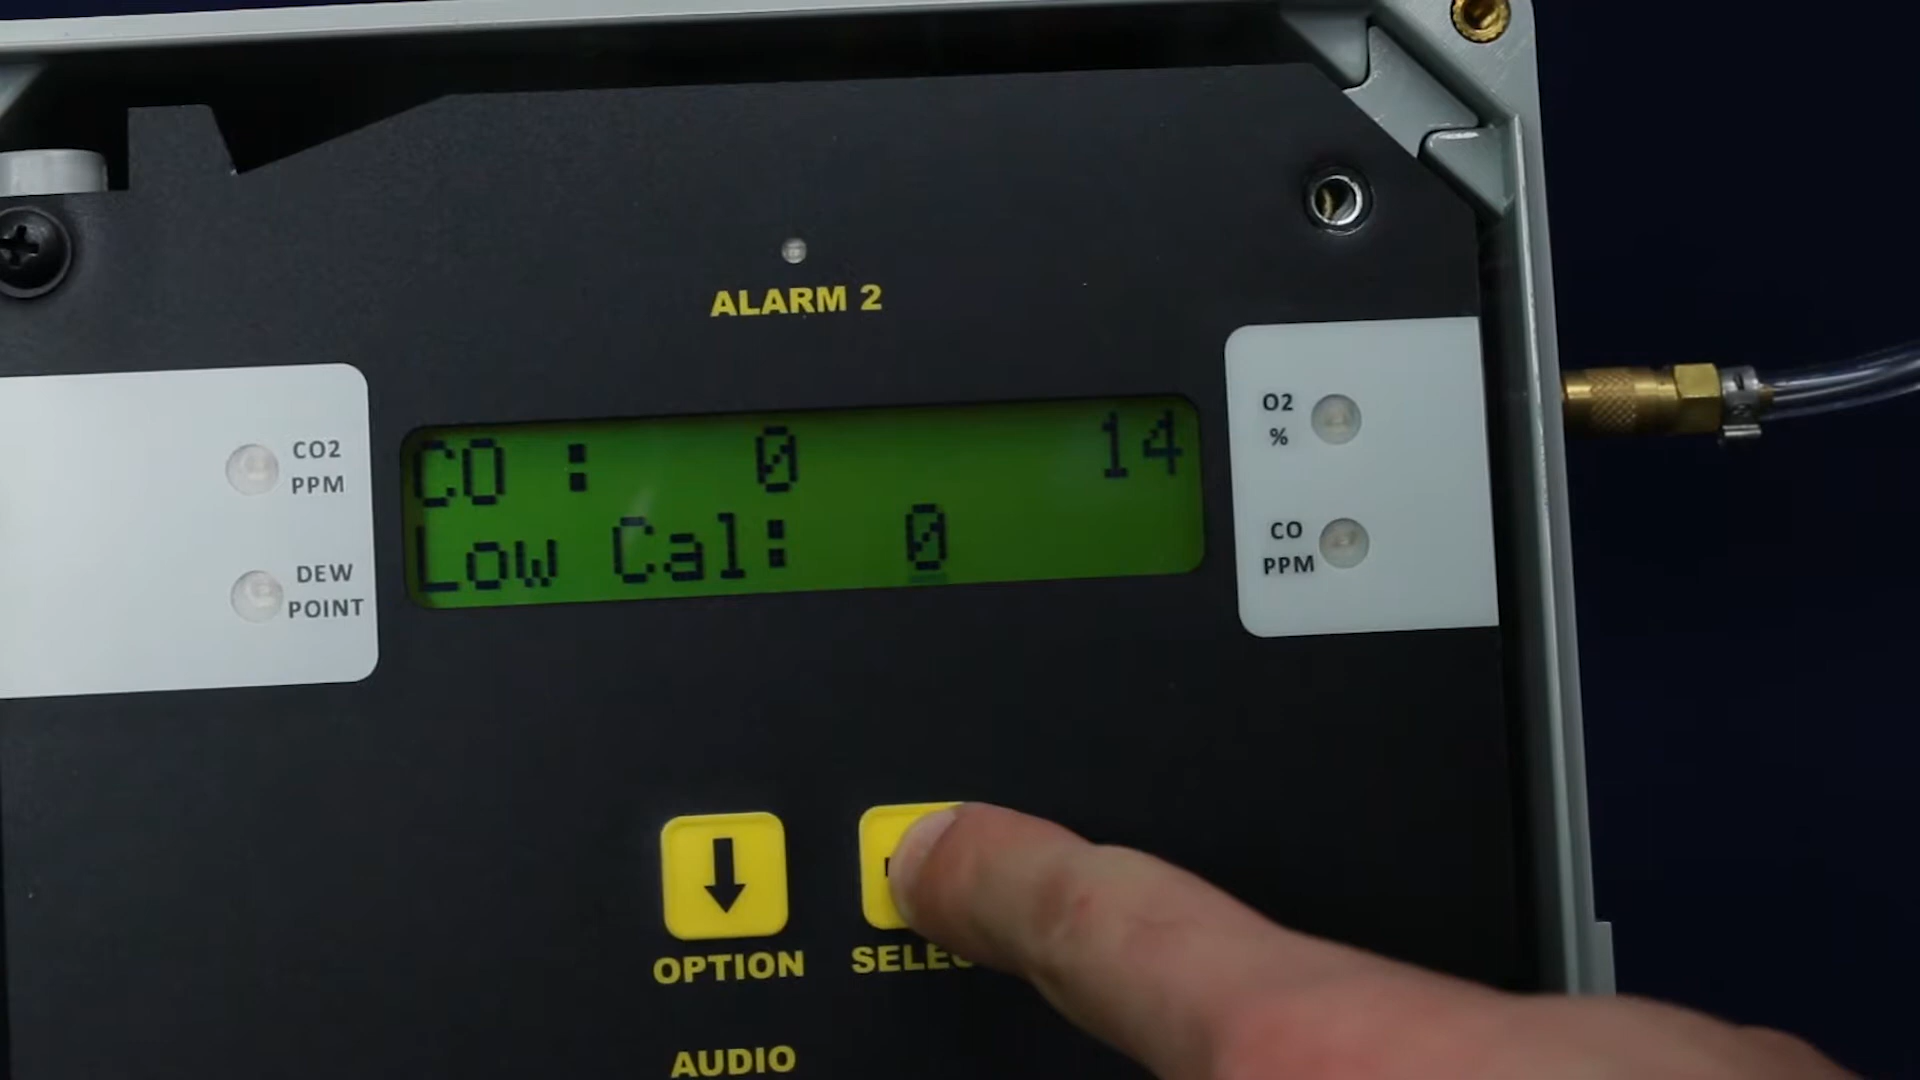 ALARM 2
CO2
PPM
DEW
POINT
CO : 0 14
Low Cal: 0
O2
%
CO
PPM
OPTION
AUDIO